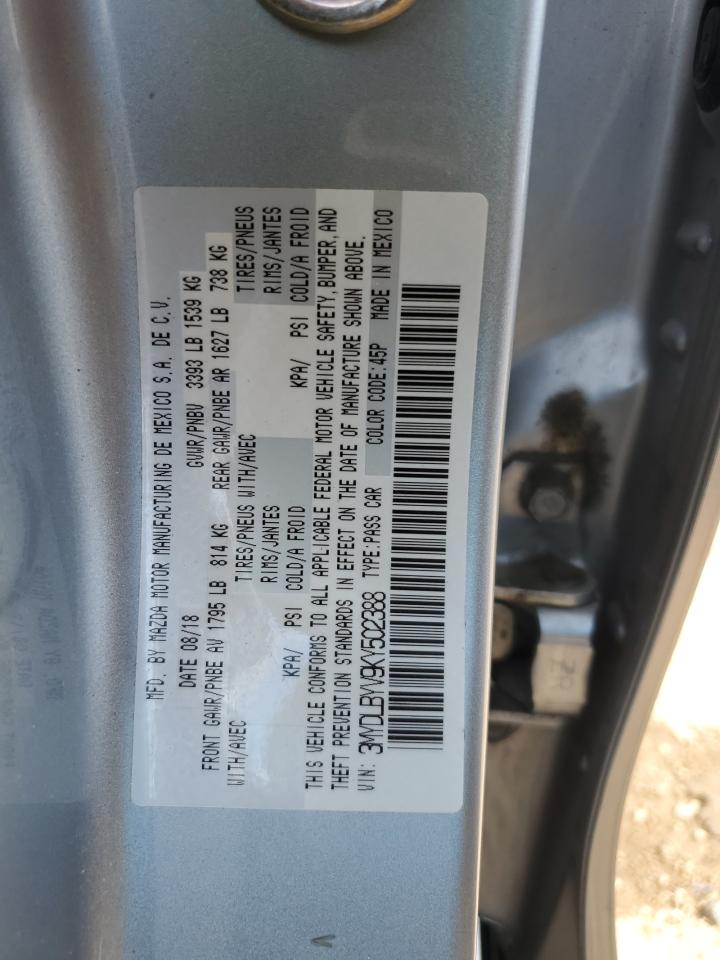 MFD. BY MAZDA MOTOR MANUFACTURING DE MEXICO S.A. DE C.V.
DATE 08/18 GVWR/PNBV 3393 LB 1539 KG
FRONT GAWR/PNBE AV 1795 LB 814 KG REAR GAWR/PNBE AR 1627 LB 738 KG
WITH/AVEC TIRES/PNEUS WITH/AVEC TIRES/PNEUS
RIMS/JANTES RIMS/JANTES
KPA/ PSI COLD/A FROID KPA/ PSI COLD/A FROID
THIS VEHICLE CONFORMS TO ALL APPLICABLE FEDERAL MOTOR VEHICLE SAFETY, BUMPER, AND
THEFT PREVENTION STANDARDS IN EFFECT ON THE DATE OF MANUFACTURE SHOWN ABOVE.
VIN: 3MYDLBYV9KY502388 TYPE:PASS CAR COLOR CODE:45P MADE IN MEXICO